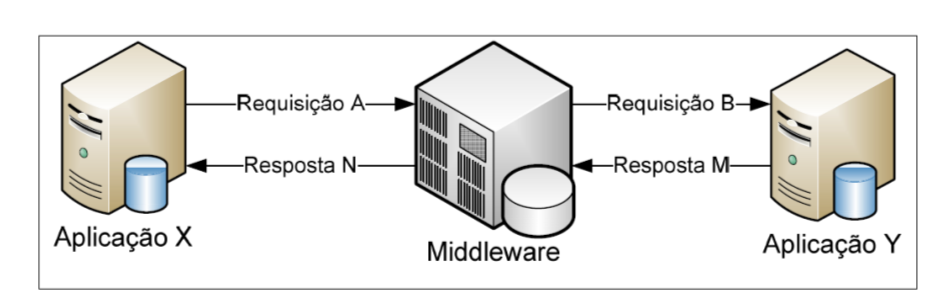 Requisição A
Requisição B
Resposta N
Resposta M
Aplicação X
Middleware
Aplicação Y